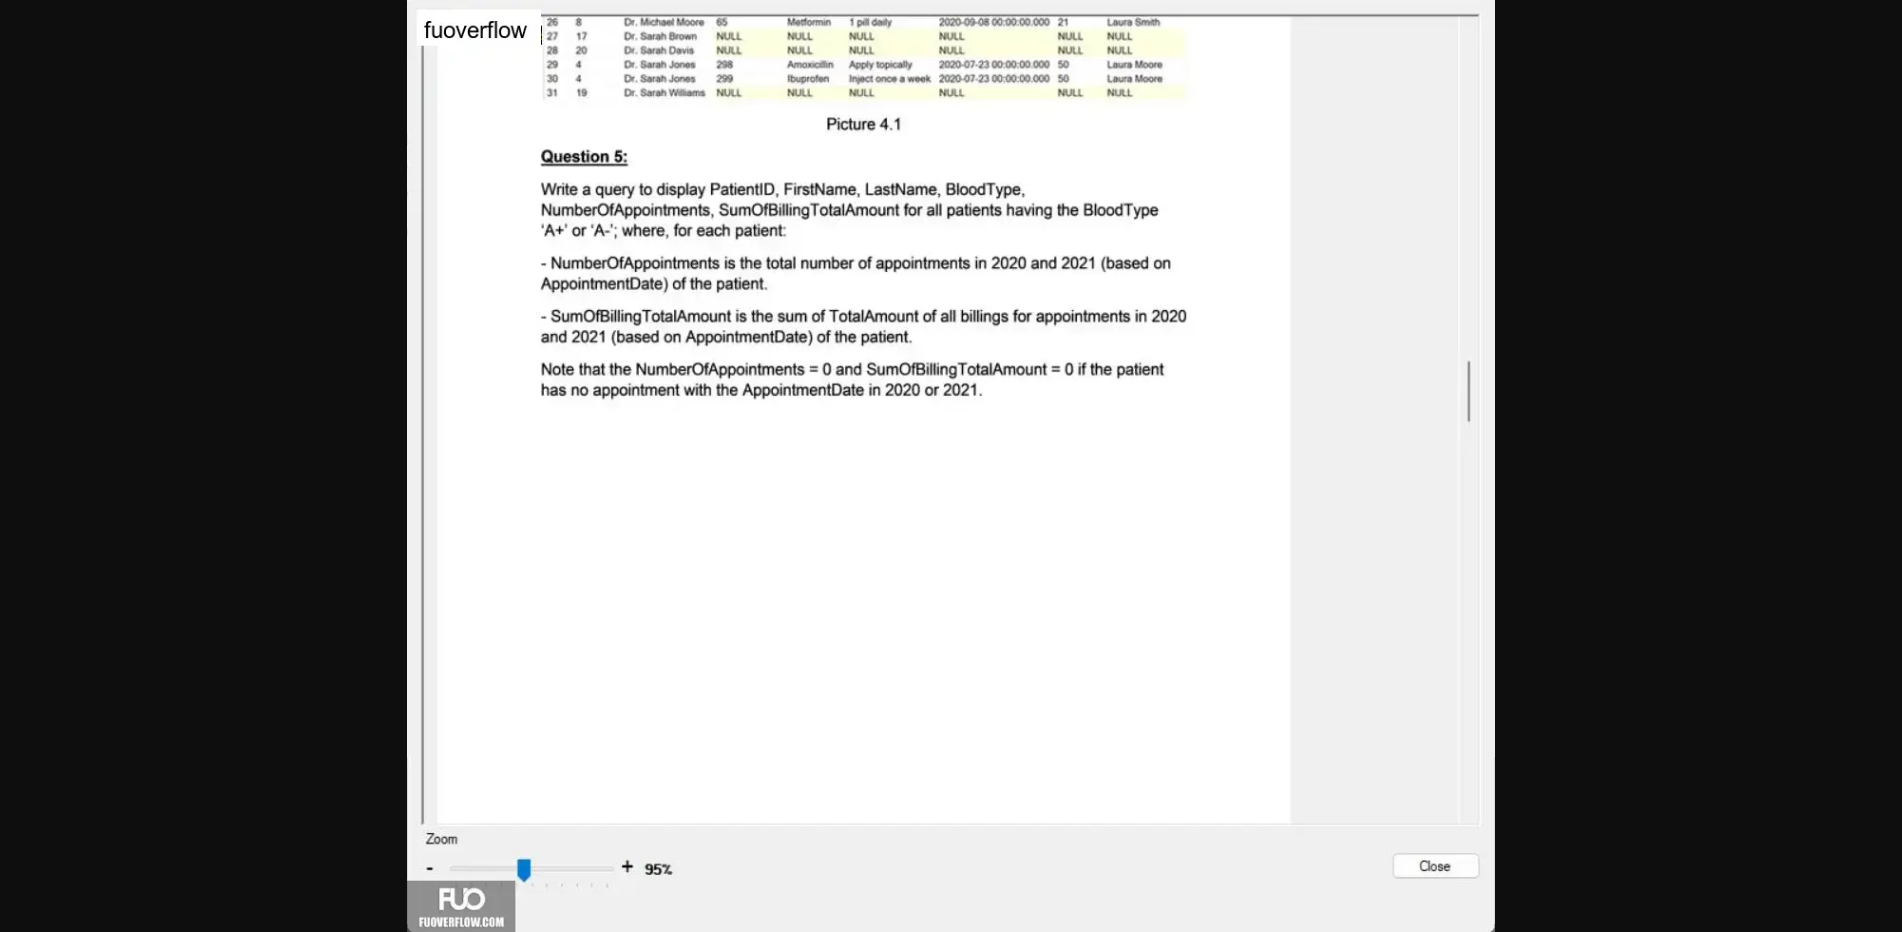 fuoverflow
26 8 Dr. Michael Moore 65 Metformin 1 pill daily 2020-09-08 00:00:00.000 21 Laura Smith
27 17 Dr. Sarah Brown NULL NULL NULL NULL NULL NULL
28 20 Dr. Sarah Davis NULL NULL NULL NULL NULL NULL
29 4 Dr. Sarah Jones 298 Amoxicillin Apply topically 2020-07-23 00:00:00.000 50 Laura Moore
30 4 Dr. Sarah Jones 299 Ibuprofen Inject once a week 2020-07-23 00:00:00.000 50 Laura Moore
31 19 Dr. Sarah Williams NULL NULL NULL NULL NULL NULL
Picture 4.1
Question 5:
Write a query to display PatientID, FirstName, LastName, BloodType,
NumberOfAppointments, SumOfBillingTotalAmount for all patients having the BloodType
‘A+’ or ‘A-’; where, for each patient:
- NumberOfAppointments is the total number of appointments in 2020 and 2021 (based on
AppointmentDate) of the patient.
- SumOfBillingTotalAmount is the sum of TotalAmount of all billings for appointments in 2020
and 2021 (based on AppointmentDate) of the patient.
Note that the NumberOfAppointments = 0 and SumOfBillingTotalAmount = 0 if the patient
has no appointment with the AppointmentDate in 2020 or 2021.
Zoom
- + 95%
Close
FUO
FUOVERFLOW.COM